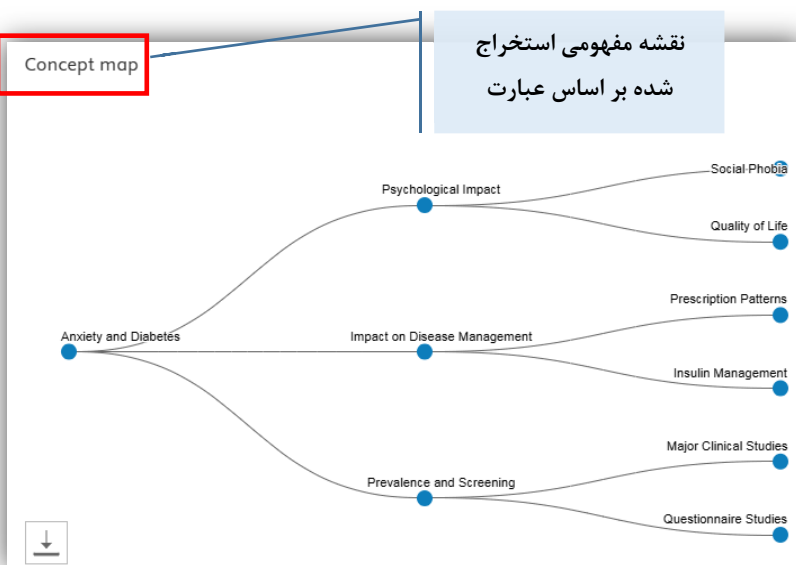 نقشه مفهومی استخراج
شده بر اساس عبارت
Concept map
Social Phobia
Psychological Impact
Quality of Life
Prescription Patterns
Anxiety and Diabetes
Impact on Disease Management
Insulin Management
Major Clinical Studies
Prevalence and Screening
Questionnaire Studies